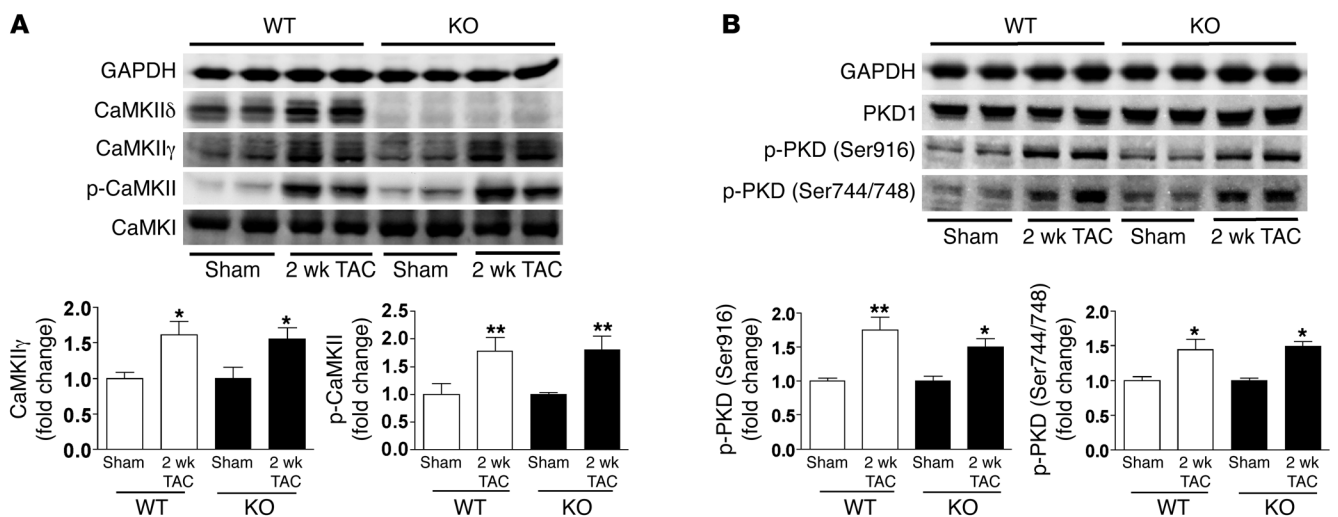 A
WT KO
GAPDH
CaMKIIδ
CaMKIIγ
p-CaMKII
CaMKI
Sham 2 wk TAC Sham 2 wk TAC
CaMKIIγ
(fold change)
2.0
1.5
1.0
0.5
0.0
*
*
Sham 2 wk Sham 2 wk
TAC TAC
WT KO
p-CaMKII
(fold change)
2.5
2.0
1.5
1.0
0.5
0.0
**
**
Sham 2 wk Sham 2 wk
TAC TAC
WT KO
B
WT KO
GAPDH
PKD1
p-PKD (Ser916)
p-PKD (Ser744/748)
Sham 2 wk TAC Sham 2 wk TAC
p-PKD (Ser916)
(fold change)
2.0
1.5
1.0
0.5
0.0
**
*
Sham 2 wk Sham 2 wk
TAC TAC
WT KO
p-PKD (Ser744/748)
(fold change)
2.0
1.5
1.0
0.5
0.0
*
*
Sham 2 wk Sham 2 wk
TAC TAC
WT KO